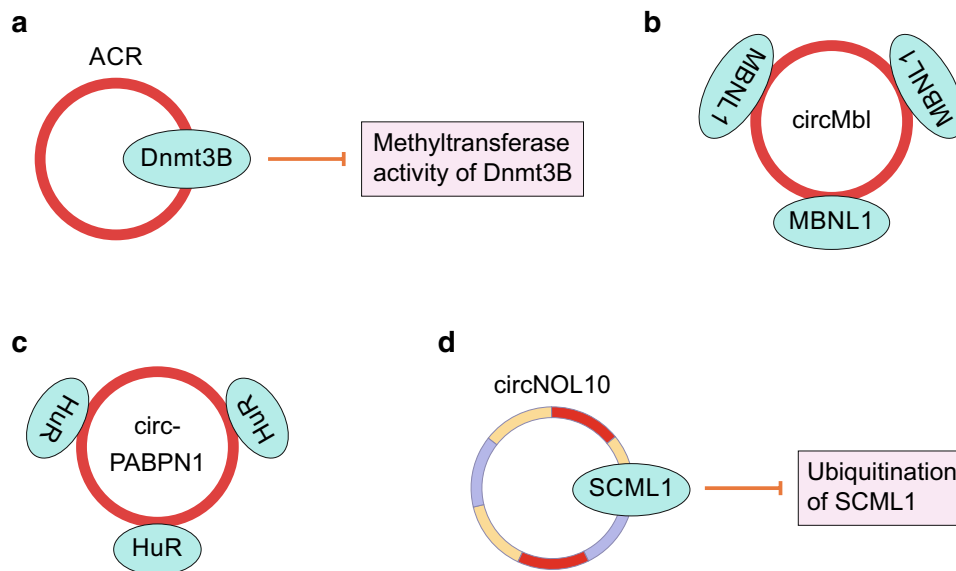 a
ACR
Dnmt3B
Methyltransferase
activity of Dnmt3B
b
MBNL1
MBNL1
circMbl
MBNL1
c
HuR
HuR
circ-
PABPN1
HuR
d
circNOL10
SCML1
Ubiquitination
of SCML1